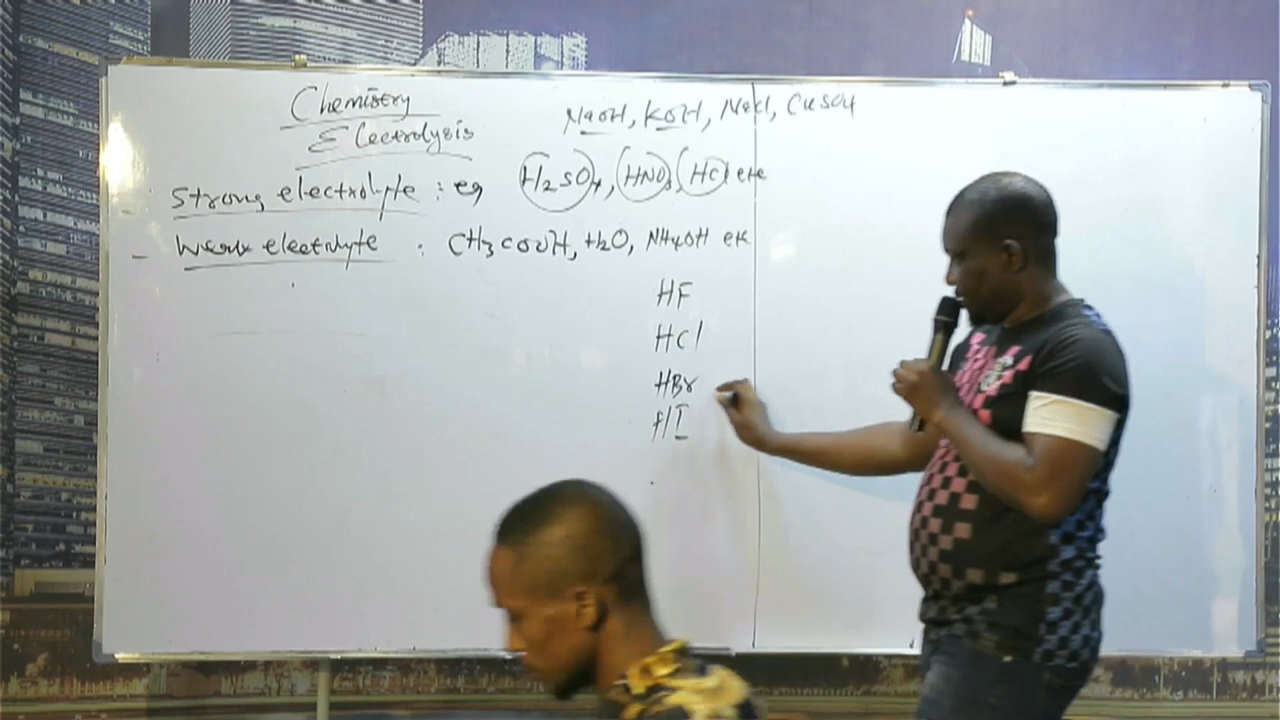 Chemistry
Electrolysis
NaOH, KOH, NaCl, CuSO4
Strong electrolyte : eg H2SO4, HNO3, HCl etc
- Weak electrolyte : CH3COOH, H2O, NH4OH etc
HF
HCl
HBr
HI